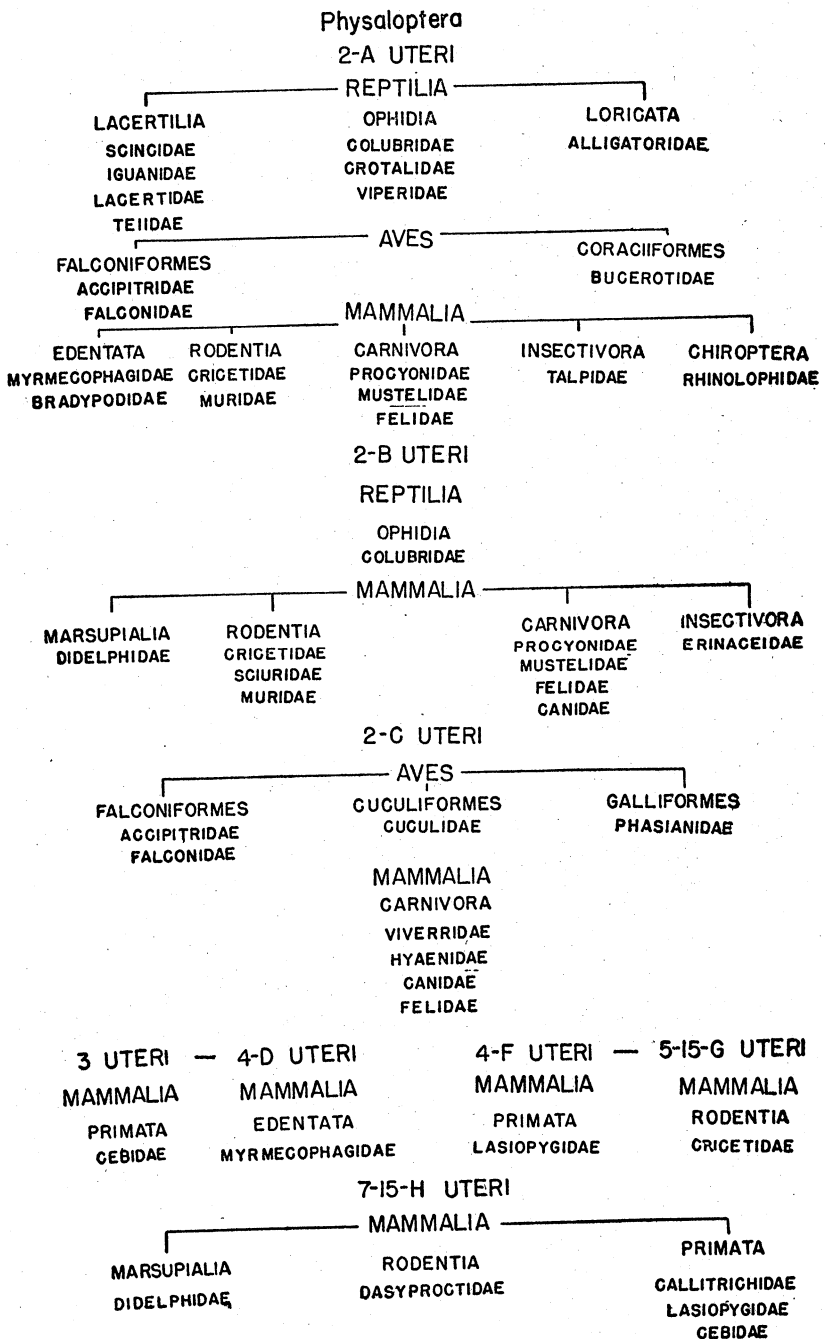 Physaloptera
2-A UTERI
REPTILIA
LACERTILIA
SCINCIDAE
IGUANIDAE
LACERTIDAE
TEIIDAE
OPHIDIA
COLUBRIDAE
CROTALIDAE
VIPERIDAE
LORICATA
ALLIGATORIDAE
AVES
FALCONIFORMES
ACCIPITRIDAE
FALCONIDAE
CORACIIFORMES
BUCEROTIDAE
MAMMALIA
EDENTATA
MYRMECOPHAGIDAE
BRADYPODIDAE
RODENTIA
CRICETIDAE
MURIDAE
CARNIVORA
PROCYONIDAE
MUSTELIDAE
FELIDAE
INSECTIVORA
TALPIDAE
CHIROPTERA
RHINOLOPHIDAE
2-B UTERI
REPTILIA
OPHIDIA
COLUBRIDAE
MAMMALIA
MARSUPIALIA
DIDELPHIDAE
RODENTIA
CRICETIDAE
SCIURIDAE
MURIDAE
CARNIVORA
PROCYONIDAE
MUSTELIDAE
FELIDAE
CANIDAE
INSECTIVORA
ERINACEIDAE
2-C UTERI
AVES
FALCONIFORMES
ACCIPITRIDAE
FALCONIDAE
CUCULIFORMES
CUCULIDAE
GALLIFORMES
PHASIANIDAE
MAMMALIA
CARNIVORA
VIVERRIDAE
HYAENIDAE
CANIDAE
FELIDAE
3 UTERI — 4-D UTERI
MAMMALIA
PRIMATA
CEBIDAE
MAMMALIA
EDENTATA
MYRMECOPHAGIDAE
4-F UTERI — 5-15-G UTERI
MAMMALIA
PRIMATA
LASIOPYGIDAE
MAMMALIA
RODENTIA
CRICETIDAE
7-15-H UTERI
MAMMALIA
MARSUPIALIA
DIDELPHIDAE
RODENTIA
DASYPROCTIDAE
PRIMATA
CALLITRICHIDAE
LASIOPYGIDAE
CEBIDAE